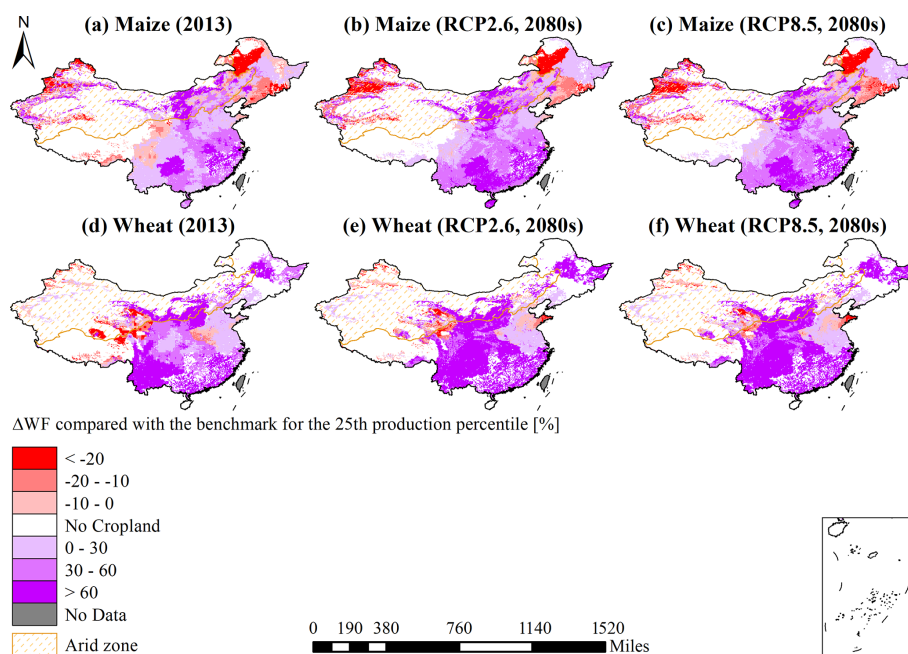 N
(a) Maize (2013)
(b) Maize (RCP2.6, 2080s)
(c) Maize (RCP8.5, 2080s)
(d) Wheat (2013)
(e) Wheat (RCP2.6, 2080s)
(f) Wheat (RCP8.5, 2080s)
ΔWF compared with the benchmark for the 25th production percentile [%]
< -20
-20 - -10
-10 - 0
No Cropland
0 - 30
30 - 60
> 60
No Data
Arid zone
0 190 380 760 1140 1520
Miles